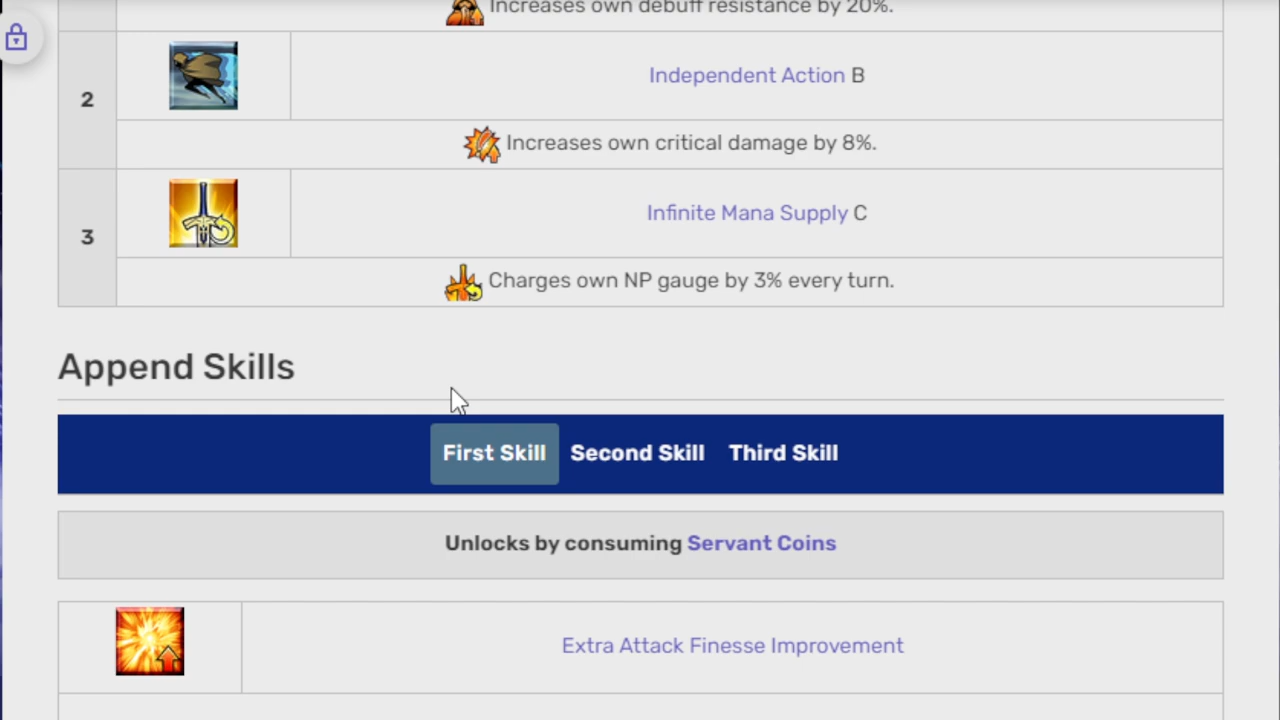 Increases own debuff resistance by 20%.
2
Independent Action B
Increases own critical damage by 8%.
3
Infinite Mana Supply C
Charges own NP gauge by 3% every turn.
Append Skills
First Skill Second Skill Third Skill
Unlocks by consuming Servant Coins
Extra Attack Finesse Improvement